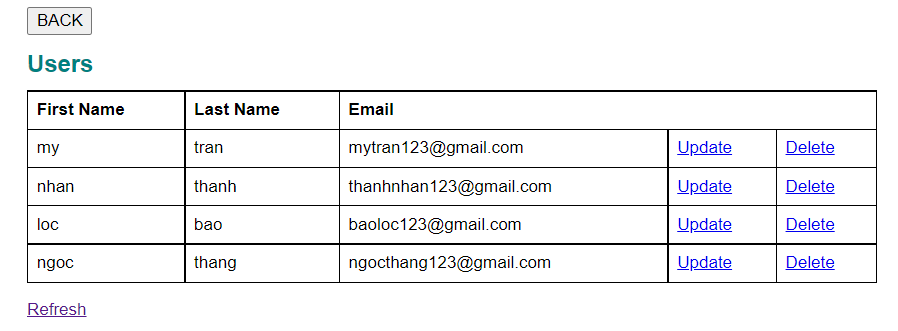 BACK
Users
First Name Last Name Email
my tran mytran123@gmail.com Update Delete
nhan thanh thanhnhan123@gmail.com Update Delete
loc bao baoloc123@gmail.com Update Delete
ngoc thang ngocthang123@gmail.com Update Delete
Refresh